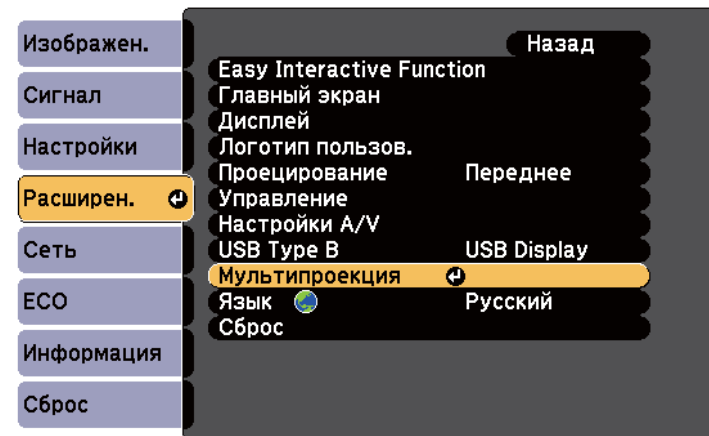 Изображен.
Сигнал
Настройки
Расширен.
Сеть
ECO
Информация
Сброс
Назад
Easy Interactive Function
Главный экран
Дисплей
Логотип пользов.
Проецирование Переднее
Управление
Настройки A/V
USB Type B USB Display
Мультипроекция
Язык Русский
Сброс